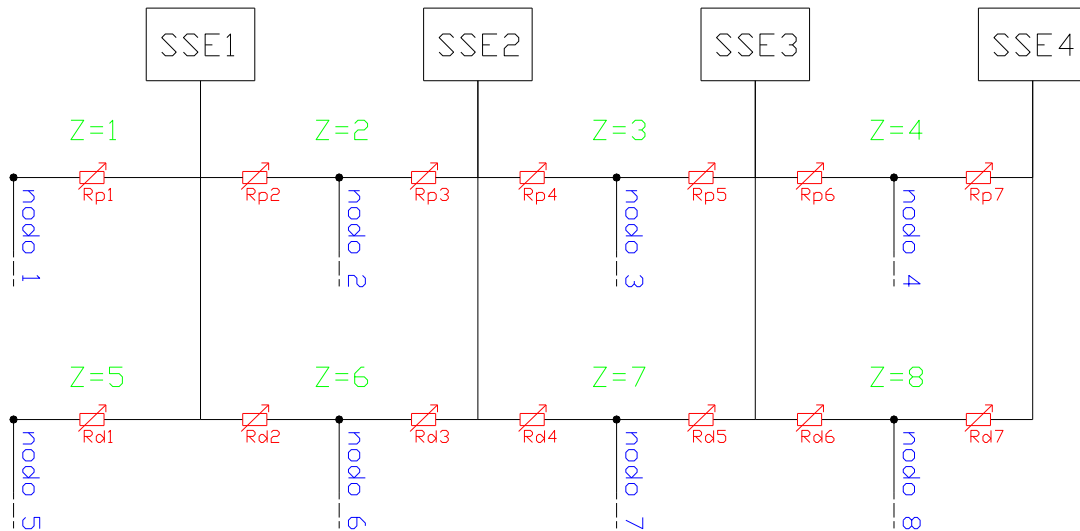 SSE1 SSE2 SSE3 SSE4
Z=1 Z=2 Z=3 Z=4
Rp1 Rp2 Rp3 Rp4 Rp5 Rp6 Rp7
nodo 1
nodo 2
nodo 3
nodo 4
Z=5 Z=6 Z=7 Z=8
Rd1 Rd2 Rd3 Rd4 Rd5 Rd6 Rd7
nodo 5
nodo 6
nodo 7
nodo 8